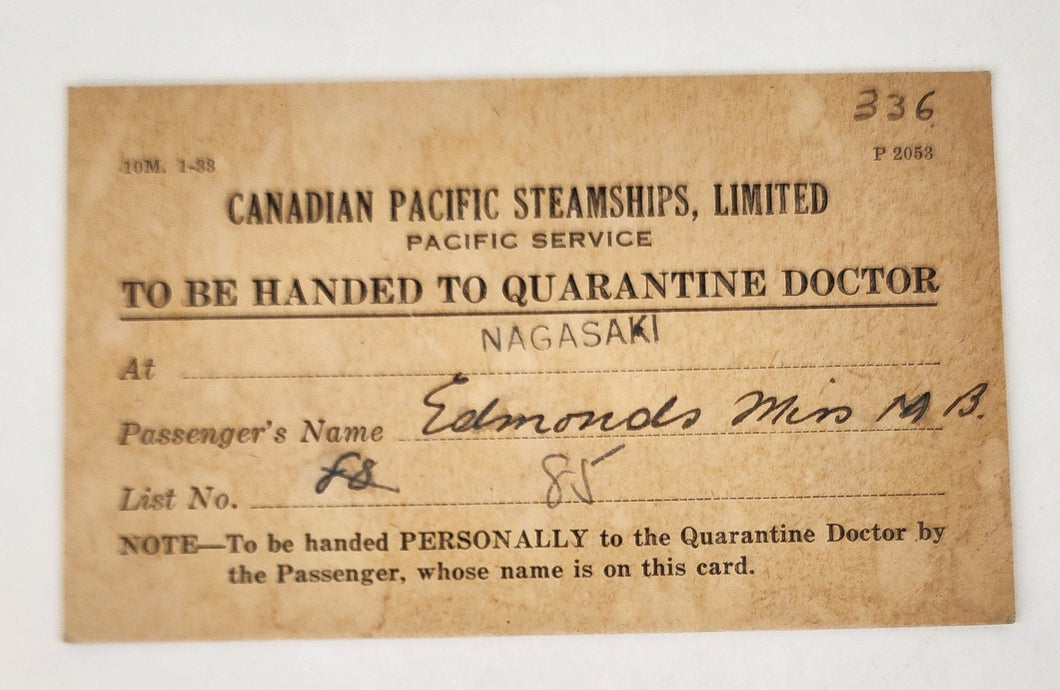 336
10M. 1-33 P 2053
CANADIAN PACIFIC STEAMSHIPS, LIMITED
PACIFIC SERVICE
TO BE HANDED TO QUARANTINE DOCTOR
NAGASAKI
At
Passenger's Name Edmonds Miss M B.
List No. 85
NOTE—To be handed PERSONALLY to the Quarantine Doctor by
the Passenger, whose name is on this card.